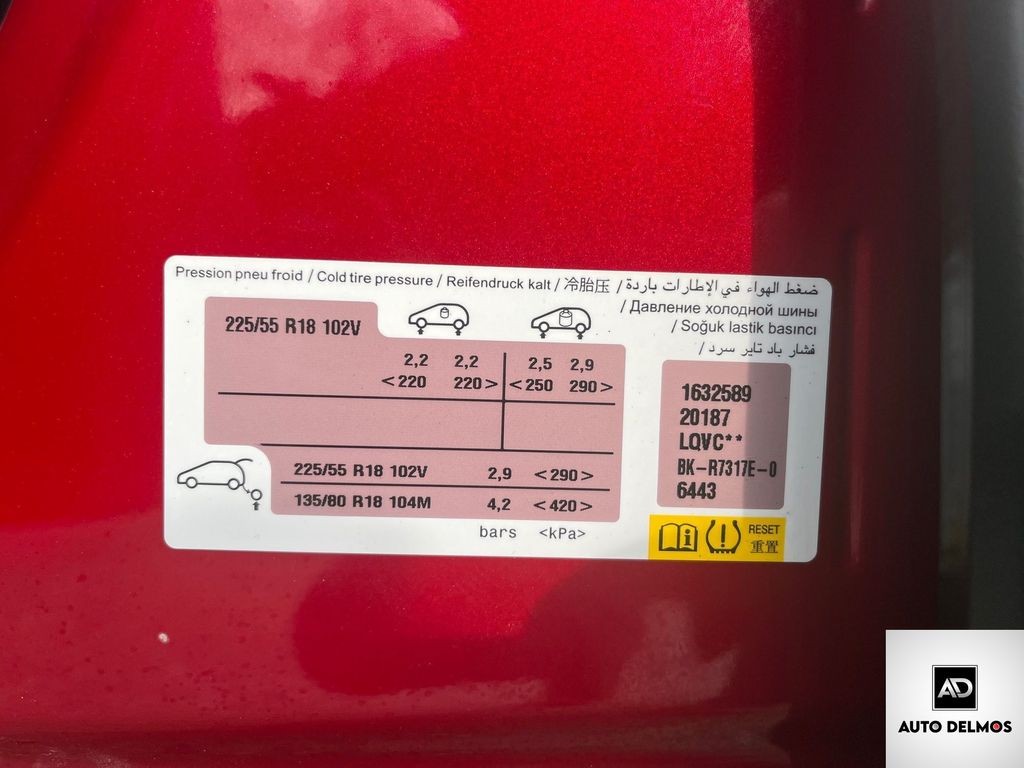 Pression pneu froid / Cold tire pressure / Reifendruck kalt / 冷胎压 / ضغط الهواء في الإطارات باردة
/ Давление холодной шины
/ Soğuk lastik basıncı
/ فشار باد تایر سرد
225/55 R18 102V
2,2 2,2 2,5 2,9
<220 220> <250 290>
225/55 R18 102V 2,9 <290>
135/80 R18 104M 4,2 <420>
bars <kPa>
1632589
20187
LQVC**
BK-R7317E-0
6443
RESET
重置
AD
AUTO DELMOS